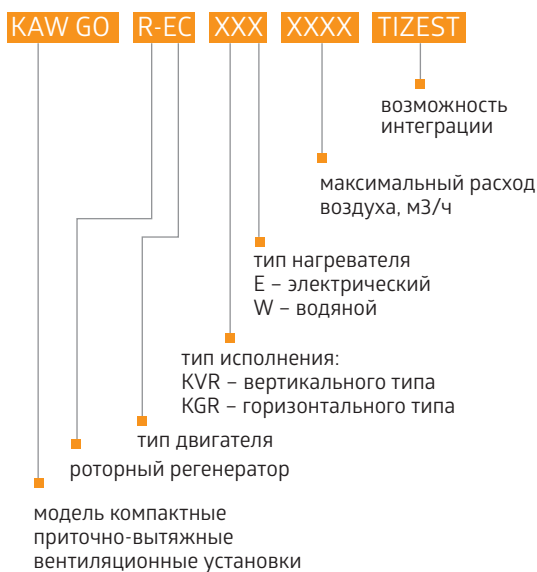 KAW GO R-EC XXX XXXX TIZEST
возможность
интеграции
максимальный расход
воздуха, м3/ч
тип нагревателя
E – электрический
W – водяной
тип исполнения:
KVR – вертикального типа
KGR – горизонтального типа
тип двигателя
роторный регенератор
модель компактные
приточно-вытяжные
вентиляционные установки